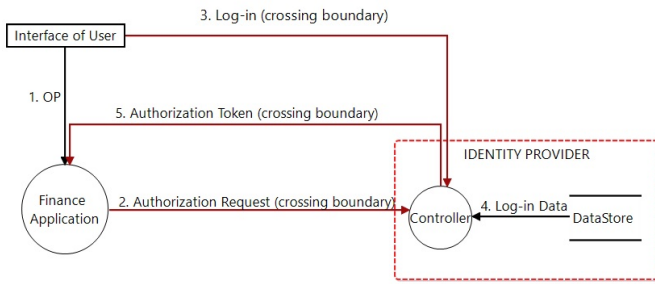 3. Log-in (crossing boundary)
Interface of User
1. OP
5. Authorization Token (crossing boundary)
IDENTITY PROVIDER
Finance
Application
2. Authorization Request (crossing boundary)
Controller
4. Log-in Data
DataStore